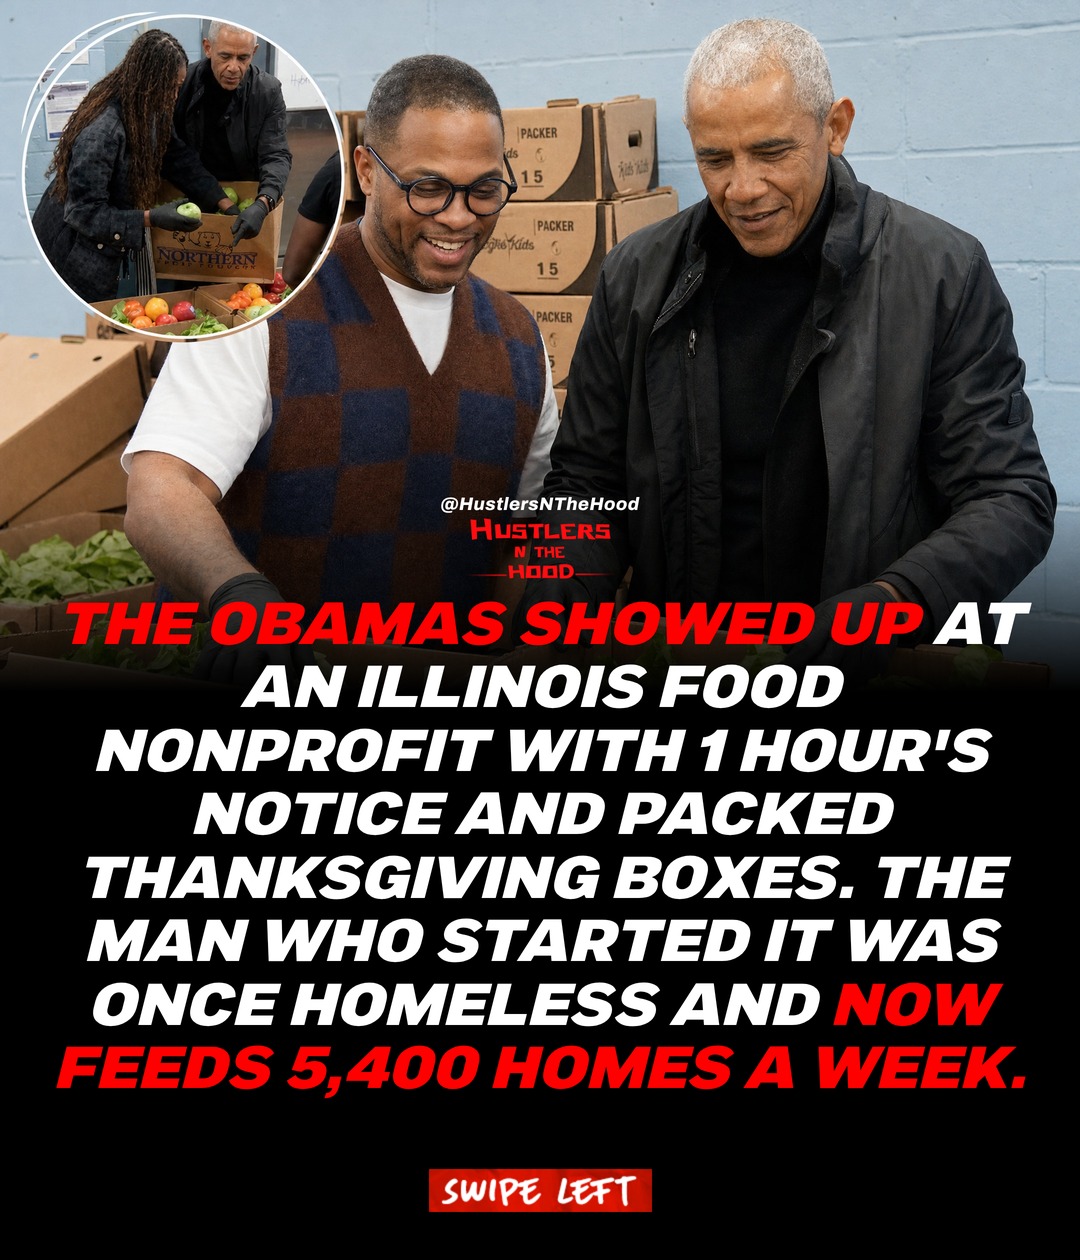 PACKER
15
PACKER
15
PACKER
NORTHERN
@HustlersNTheHood
HUSTLERS
N THE
HOOD
THE OBAMAS SHOWED UP AT
AN ILLINOIS FOOD
NONPROFIT WITH 1 HOUR'S
NOTICE AND PACKED
THANKSGIVING BOXES. THE
MAN WHO STARTED IT WAS
ONCE HOMELESS AND NOW
FEEDS 5,400 HOMES A WEEK.
SWIPE LEFT